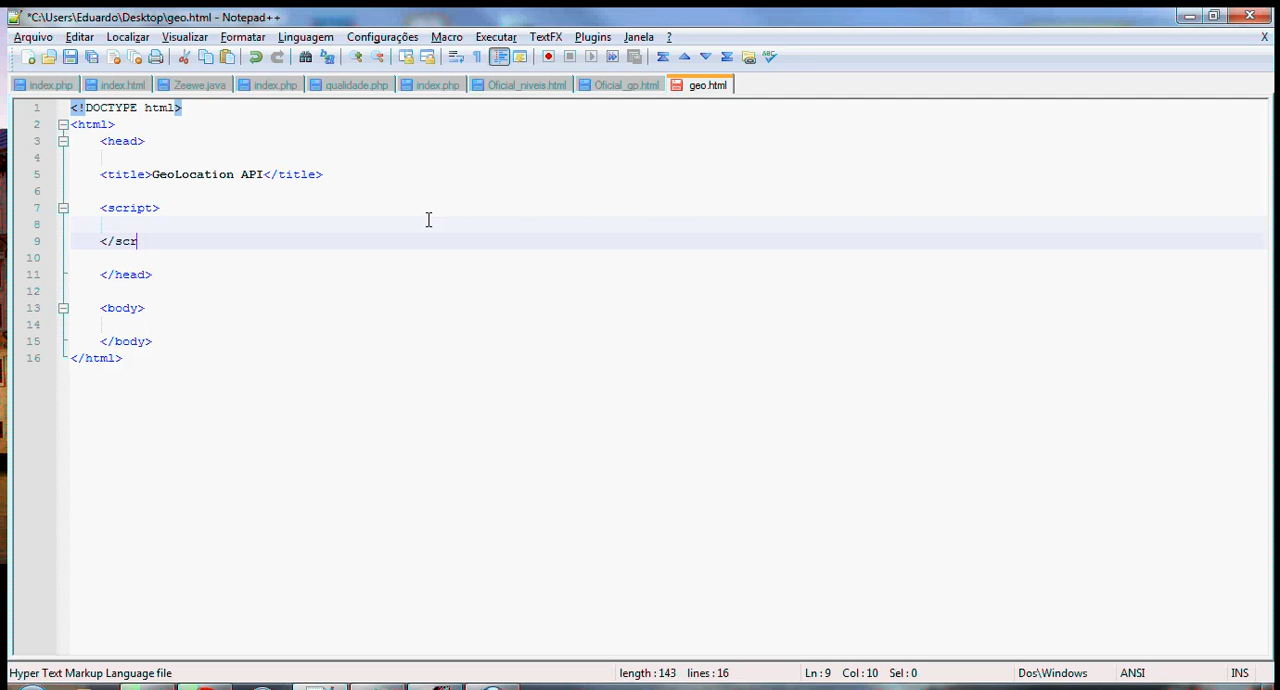 *C:\Users\Eduardo\Desktop\geo.html - Notepad++
Arquivo Editar Localizar Visualizar Formatar Linguagem Configurações Macro Executar TextFX Plugins Janela ? X
index.php index.html Zeewe.java index.php qualidade.php index.php Oficial_niveis.html Oficial_gp.html geo.html
1 <!DOCTYPE html>
2 <html>
3 <head>
4
5 <title>GeoLocation API</title>
6
7 <script>
8
9 </scr
10
11 </head>
12
13 <body>
14
15 </body>
16 </html>
Hyper Text Markup Language file length : 143 lines : 16 Ln : 9 Col : 10 Sel : 0 Dos\Windows ANSI INS